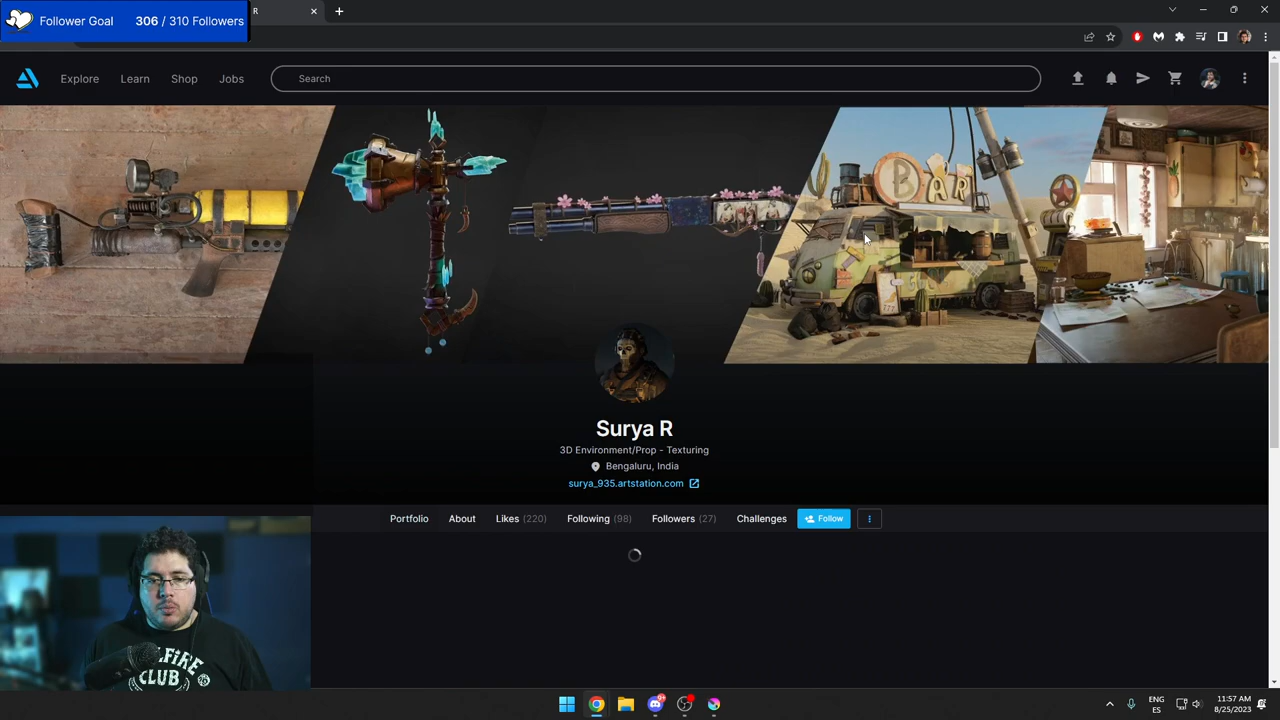 Follower Goal 306 / 310 Followers
R
Explore Learn Shop Jobs Search
BAR
Surya R
3D Environment/Prop - Texturing
Bengaluru, India
surya_935.artstation.com
Portfolio About Likes (220) Following (98) Followers (27) Challenges Follow
CLUB
ENG
ES
11:57 AM
8/25/2023